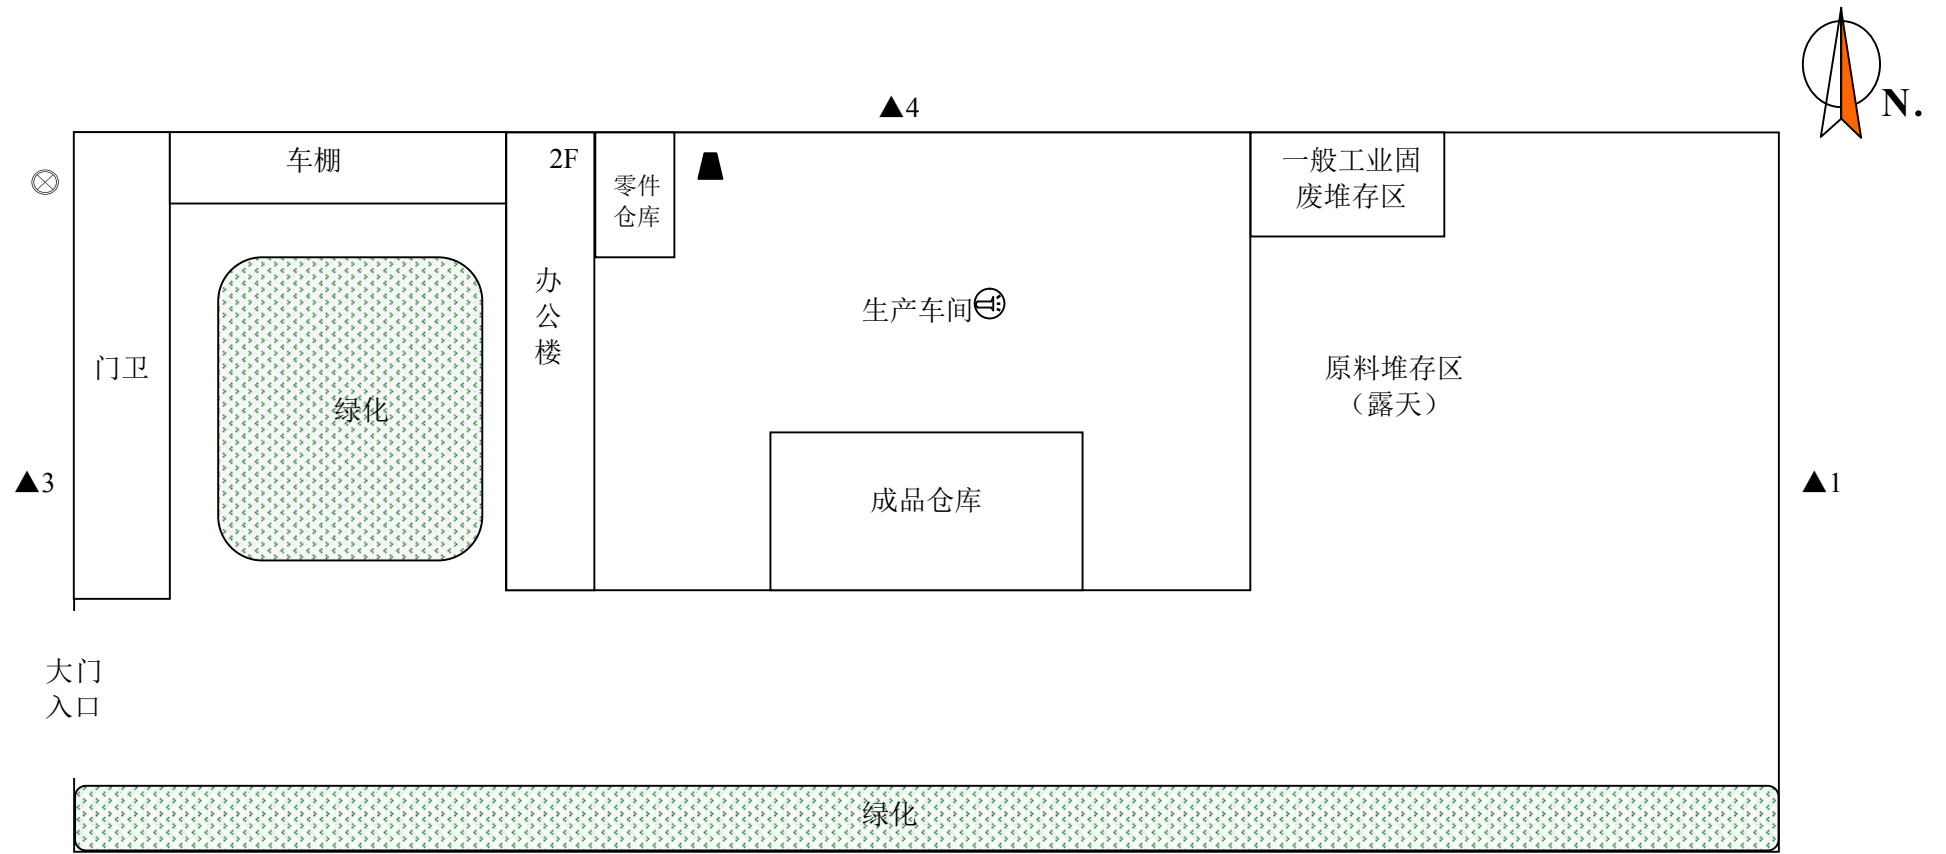 ▲4
N.
车棚
2F
零件
仓库
一般工业固
废堆存区
办
公
楼
生产车间
门卫
绿化
原料堆存区
（露天）
▲3
成品仓库
▲1
大门
入口
绿化